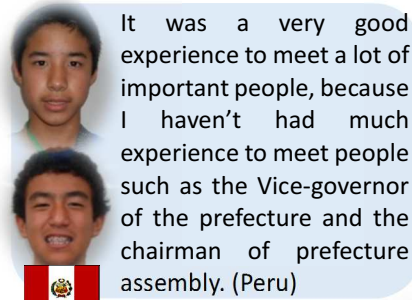 It was a very good
experience to meet a lot of
important people, because
I haven't had much
experience to meet people
such as the Vice-governor
of the prefecture and the
chairman of prefecture
assembly. (Peru)